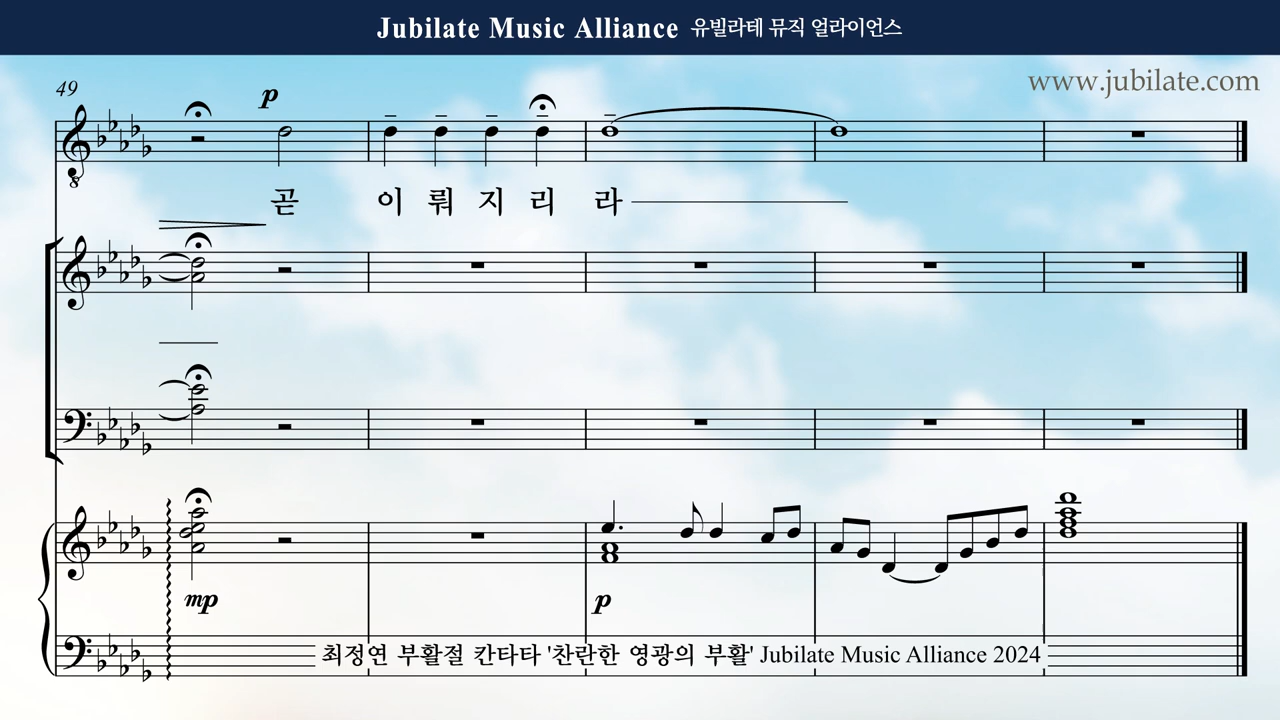 Jubilate Music Alliance 유빌라테 뮤직 얼라이언스
www.jubilate.com
49
p
곧 이 뤄 지 리 라
mp
p
최정연 부활절 칸타타 '찬란한 영광의 부활' Jubilate Music Alliance 2024